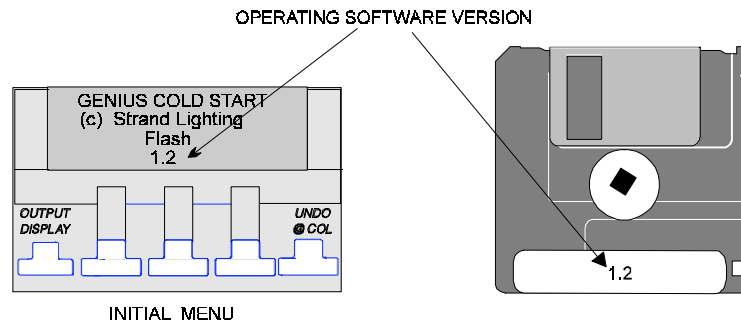 OPERATING SOFTWARE VERSION
GENIUS COLD START
(c) Strand Lighting
Flash
1.2
OUTPUT
DISPLAY
UNDO
@ COL
1.2
INITIAL MENU